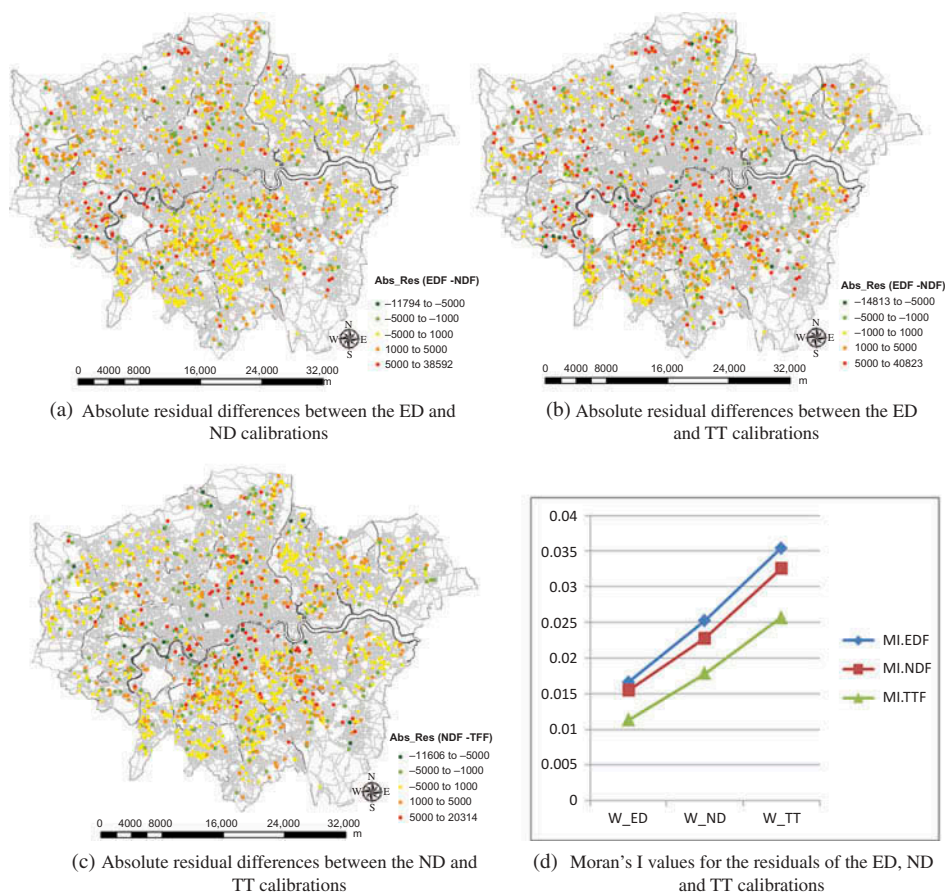 Abs_Res (EDF -NDF)
−11794 to −5000
−5000 to −1000
−5000 to 1000
1000 to 5000
5000 to 38592
N
W E
S
0 2000 4000 8000 16,000 24,000 32,000
m
(a) Absolute residual differences between the ED and
ND calibrations
Abs_Res (EDF -NDF)
−14813 to −5000
−5000 to −1000
−1000 to 1000
1000 to 5000
5000 to 40823
N
W E
S
0 2000 4000 8000 16,000 24,000 32,000
m
(b) Absolute residual differences between the ED
and TT calibrations
Abs_Res (NDF -TFF)
−11606 to −5000
−5000 to −1000
−5000 to 1000
1000 to 5000
5000 to 20314
N
W E
S
0 2000 4000 8000 16,000 24,000 32,000
m
(c) Absolute residual differences between the ND and
TT calibrations
0.04
0.035
0.03
0.025
0.02
0.015
0.01
0.005
0
W_ED W_ND W_TT
MI.EDF
MI.NDF
MI.TTF
(d) Moran's I values for the residuals of the ED, ND
and TT calibrations